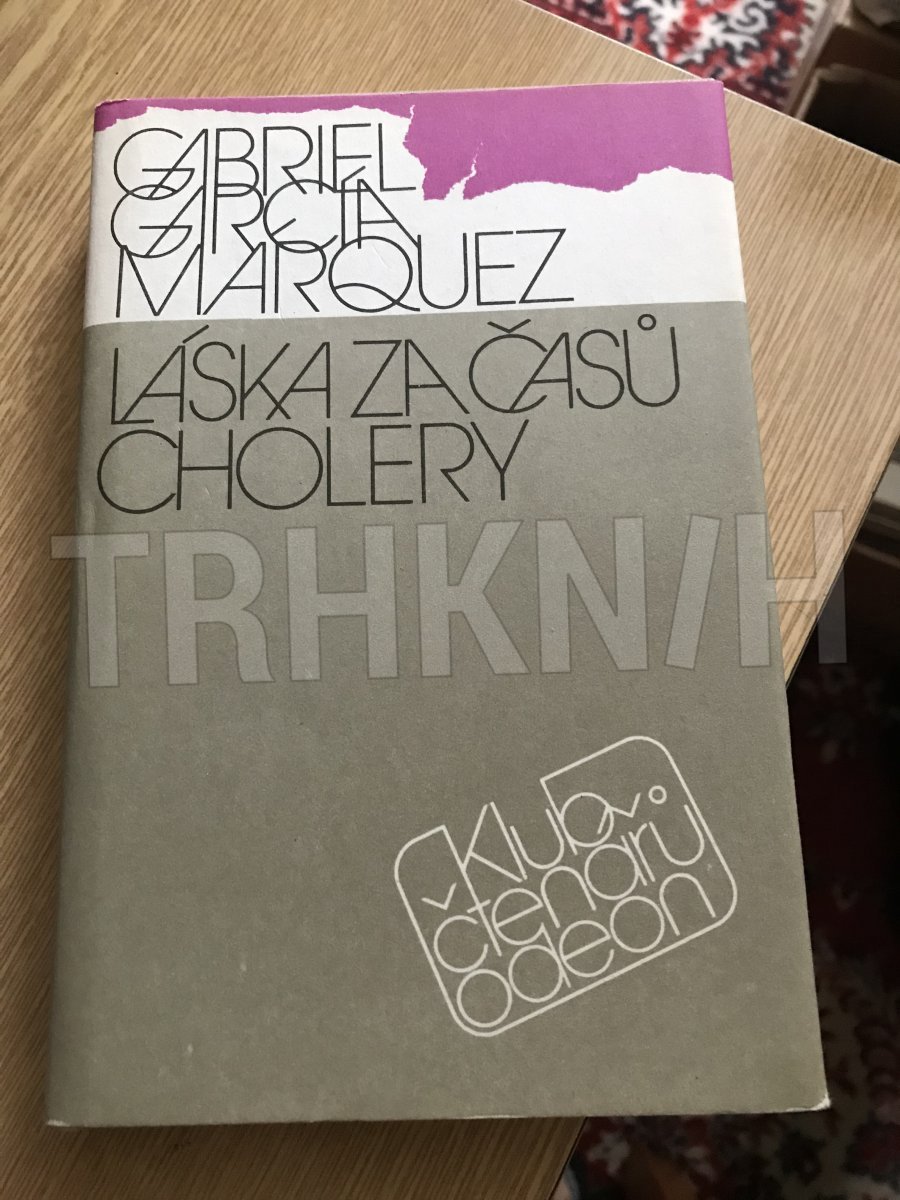 GABRIEL
GARCÍA
MARQUEZ
LÁSKA ZA ČASŮ
CHOLERY
TRHKNIH
Klub
čtenářů
odeon